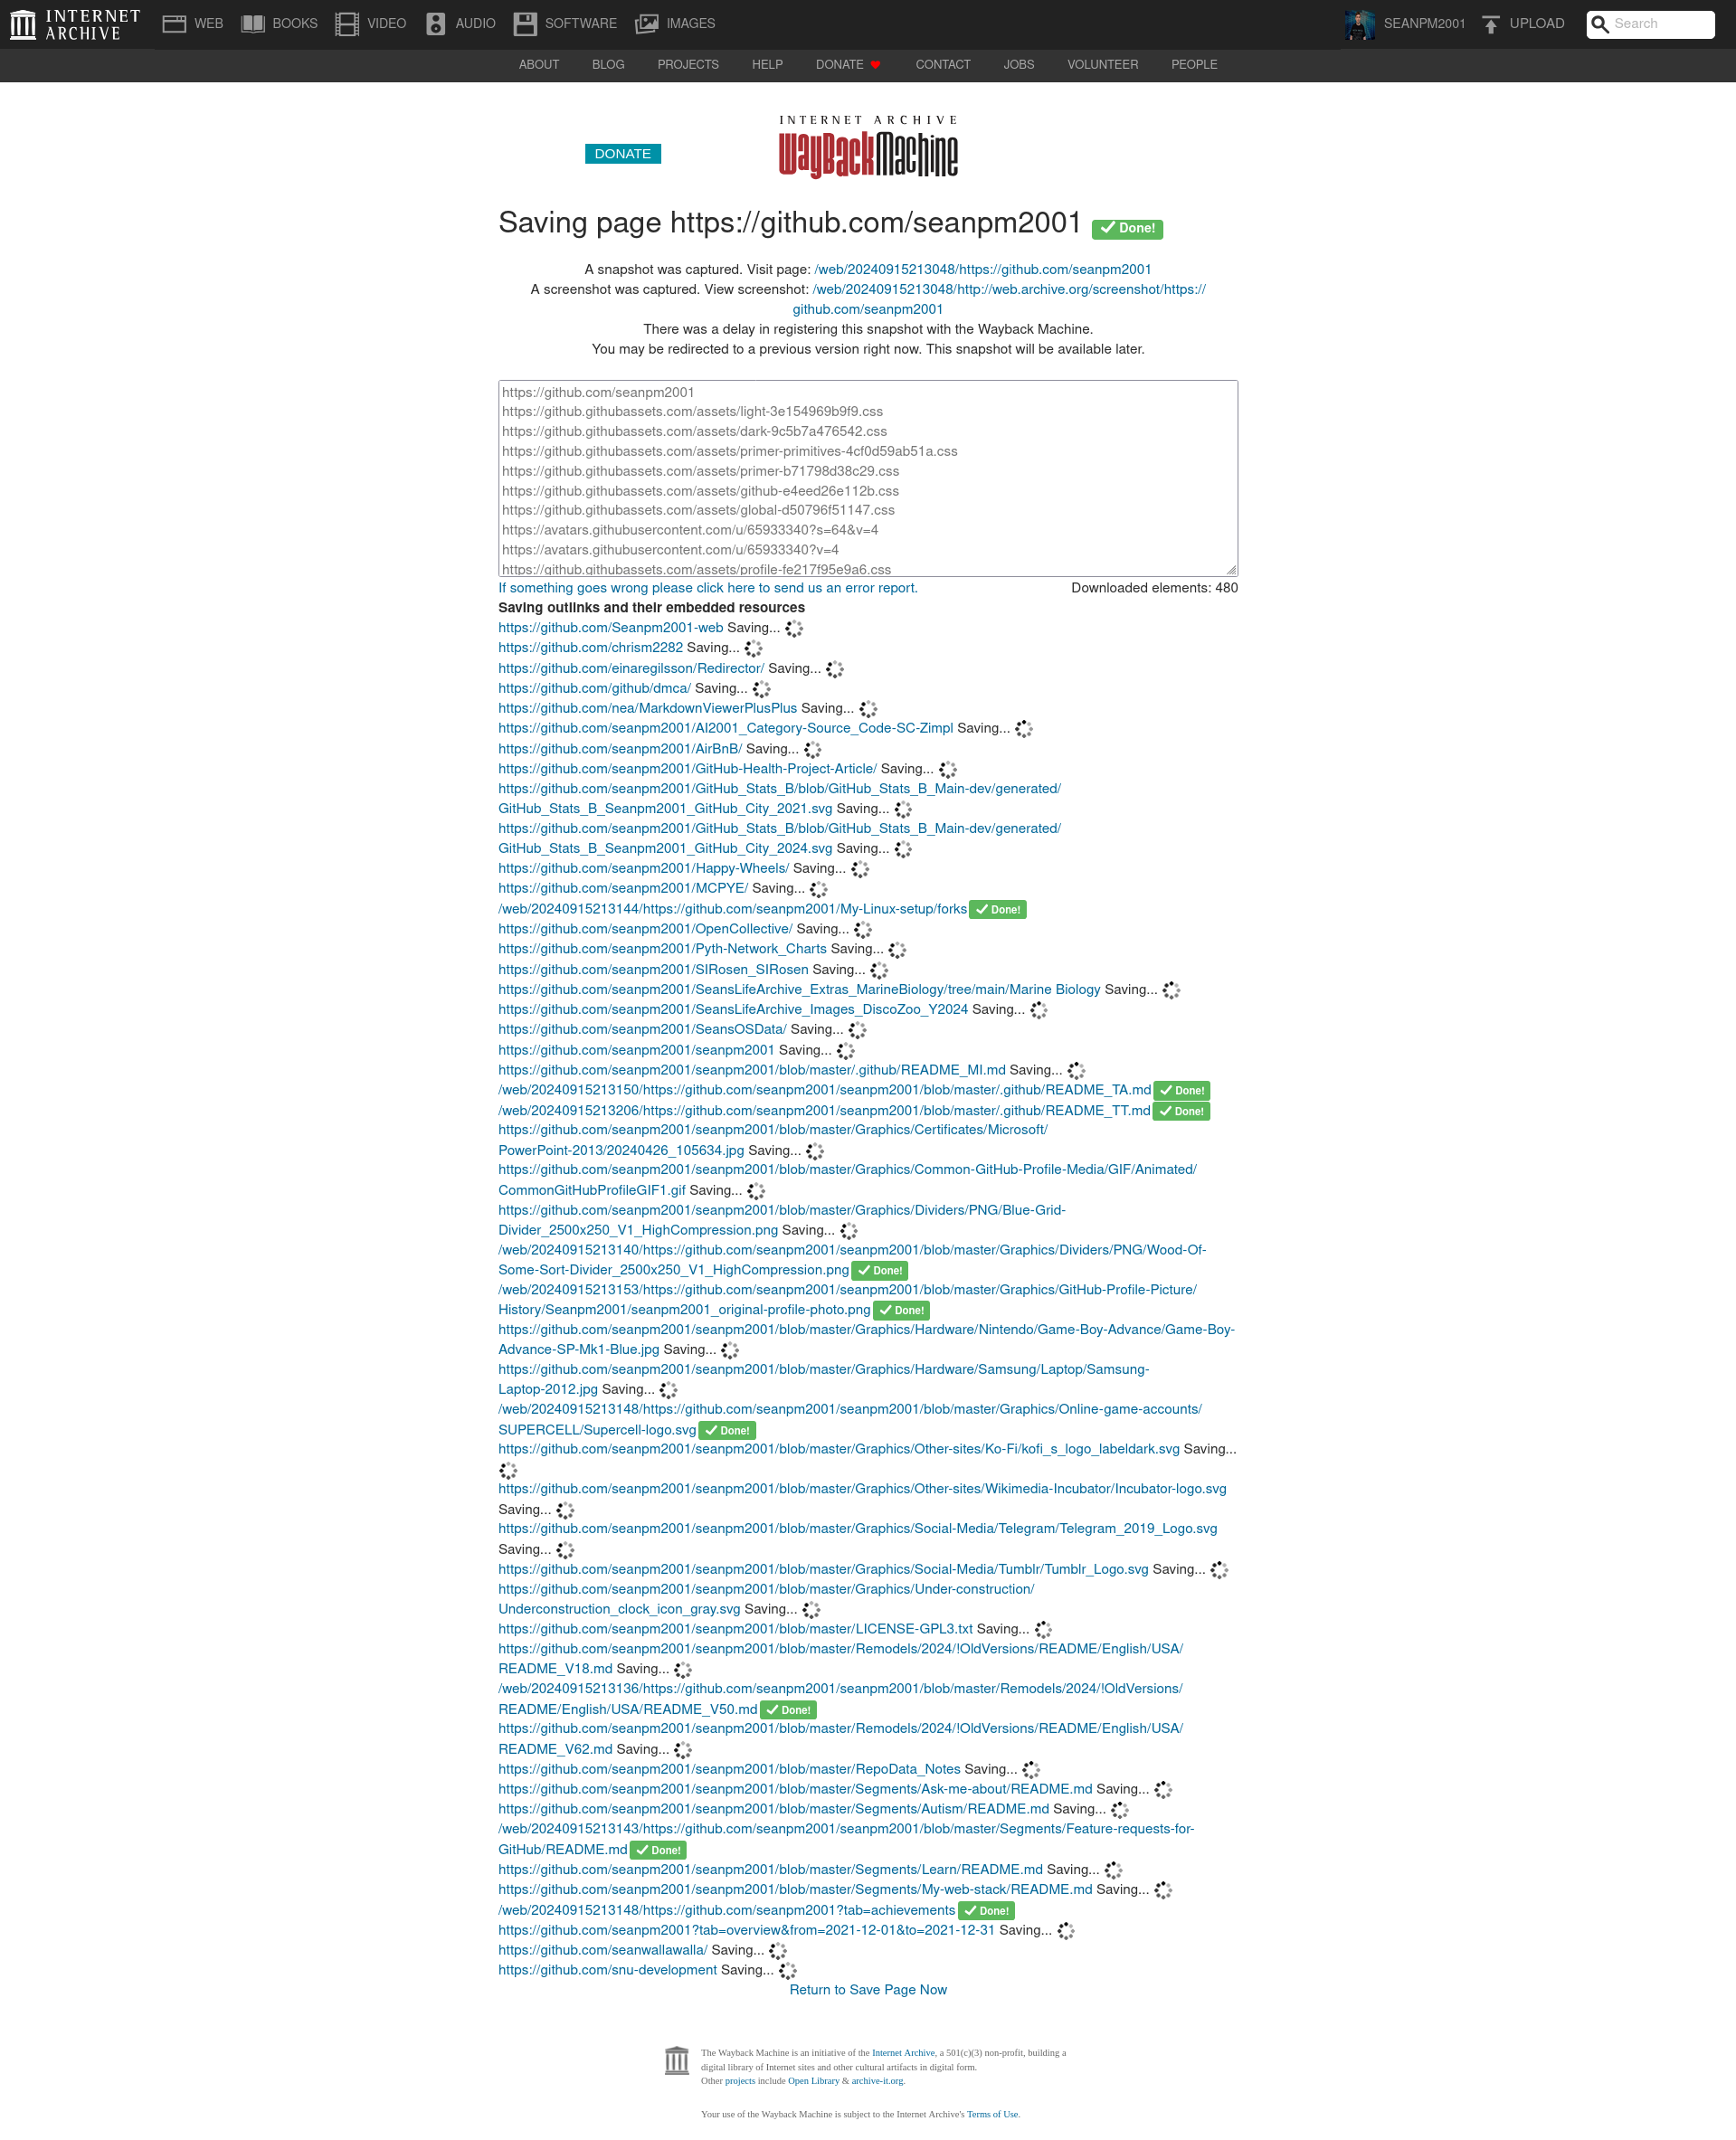 INTERNET ARCHIVE WEB BOOKS VIDEO AUDIO SOFTWARE IMAGES SEANPM2001 UPLOAD Search
ABOUT BLOG PROJECTS HELP DONATE CONTACT JOBS VOLUNTEER PEOPLE
INTERNET ARCHIVE
DONATE WayBackMachine
Saving page https://github.com/seanpm2001 Done!
A snapshot was captured. Visit page: /web/20240915213048/https://github.com/seanpm2001
A screenshot was captured. View screenshot: /web/20240915213048/http://web.archive.org/screenshot/https://
github.com/seanpm2001
There was a delay in registering this snapshot with the Wayback Machine.
You may be redirected to a previous version right now. This snapshot will be available later.
https://github.com/seanpm2001
https://github.githubassets.com/assets/light-3e154969b9f9.css
https://github.githubassets.com/assets/dark-9c5b7a476542.css
https://github.githubassets.com/assets/primer-primitives-4cf0d59ab51a.css
https://github.githubassets.com/assets/primer-b71798d38c29.css
https://github.githubassets.com/assets/github-e4eed26e112b.css
https://github.githubassets.com/assets/global-d50796f51147.css
https://avatars.githubusercontent.com/u/65933340?s=64&v=4
https://avatars.githubusercontent.com/u/65933340?v=4
https://github.githubassets.com/assets/profile-fe217f95e9a6.css
If something goes wrong please click here to send us an error report. Downloaded elements: 480
Saving outlinks and their embedded resources
https://github.com/Seanpm2001-web Saving...
https://github.com/chrism2282 Saving...
https://github.com/einaregilsson/Redirector/ Saving...
https://github.com/github/dmca/ Saving...
https://github.com/nea/MarkdownViewerPlusPlus Saving...
https://github.com/seanpm2001/AI2001_Category-Source_Code-SC-Zimpl Saving...
https://github.com/seanpm2001/AirBnB/ Saving...
https://github.com/seanpm2001/GitHub-Health-Project-Article/ Saving...
https://github.com/seanpm2001/GitHub_Stats_B/blob/GitHub_Stats_B_Main-dev/generated/
GitHub_Stats_B_Seanpm2001_GitHub_City_2021.svg Saving...
https://github.com/seanpm2001/GitHub_Stats_B/blob/GitHub_Stats_B_Main-dev/generated/
GitHub_Stats_B_Seanpm2001_GitHub_City_2024.svg Saving...
https://github.com/seanpm2001/Happy-Wheels/ Saving...
https://github.com/seanpm2001/MCPYE/ Saving...
/web/20240915213144/https://github.com/seanpm2001/My-Linux-setup/forks Done!
https://github.com/seanpm2001/OpenCollective/ Saving...
https://github.com/seanpm2001/Pyth-Network_Charts Saving...
https://github.com/seanpm2001/SIRosen_SIRosen Saving...
https://github.com/seanpm2001/SeansLifeArchive_Extras_MarineBiology/tree/main/Marine Biology Saving...
https://github.com/seanpm2001/SeansLifeArchive_Images_DiscoZoo_Y2024 Saving...
https://github.com/seanpm2001/SeansOSData/ Saving...
https://github.com/seanpm2001/seanpm2001 Saving...
https://github.com/seanpm2001/seanpm2001/blob/master/.github/README_MI.md Saving...
/web/20240915213150/https://github.com/seanpm2001/seanpm2001/blob/master/.github/README_TA.md Done!
/web/20240915213206/https://github.com/seanpm2001/seanpm2001/blob/master/.github/README_TT.md Done!
https://github.com/seanpm2001/seanpm2001/blob/master/Graphics/Certificates/Microsoft/
PowerPoint-2013/20240426_105634.jpg Saving...
https://github.com/seanpm2001/seanpm2001/blob/master/Graphics/Common-GitHub-Profile-Media/GIF/Animated/
CommonGitHubProfileGIF1.gif Saving...
https://github.com/seanpm2001/seanpm2001/blob/master/Graphics/Dividers/PNG/Blue-Grid-
Divider_2500x250_V1_HighCompression.png Saving...
/web/20240915213140/https://github.com/seanpm2001/seanpm2001/blob/master/Graphics/Dividers/PNG/Wood-Of-
Some-Sort-Divider_2500x250_V1_HighCompression.png Done!
/web/20240915213153/https://github.com/seanpm2001/seanpm2001/blob/master/Graphics/GitHub-Profile-Picture/
History/Seanpm2001/seanpm2001_original-profile-photo.png Done!
https://github.com/seanpm2001/seanpm2001/blob/master/Graphics/Hardware/Nintendo/Game-Boy-Advance/Game-Boy-
Advance-SP-Mk1-Blue.jpg Saving...
https://github.com/seanpm2001/seanpm2001/blob/master/Graphics/Hardware/Samsung/Laptop/Samsung-
Laptop-2012.jpg Saving...
/web/20240915213148/https://github.com/seanpm2001/seanpm2001/blob/master/Graphics/Online-game-accounts/
SUPERCELL/Supercell-logo.svg Done!
https://github.com/seanpm2001/seanpm2001/blob/master/Graphics/Other-sites/Ko-Fi/kofi_s_logo_labeldark.svg Saving...
https://github.com/seanpm2001/seanpm2001/blob/master/Graphics/Other-sites/Wikimedia-Incubator/Incubator-logo.svg
Saving...
https://github.com/seanpm2001/seanpm2001/blob/master/Graphics/Social-Media/Telegram/Telegram_2019_Logo.svg
Saving...
https://github.com/seanpm2001/seanpm2001/blob/master/Graphics/Social-Media/Tumblr/Tumblr_Logo.svg Saving...
https://github.com/seanpm2001/seanpm2001/blob/master/Graphics/Under-construction/
Underconstruction_clock_icon_gray.svg Saving...
https://github.com/seanpm2001/seanpm2001/blob/master/LICENSE-GPL3.txt Saving...
https://github.com/seanpm2001/seanpm2001/blob/master/Remodels/2024/!OldVersions/README/English/USA/
README_V18.md Saving...
/web/20240915213136/https://github.com/seanpm2001/seanpm2001/blob/master/Remodels/2024/!OldVersions/
README/English/USA/README_V50.md Done!
https://github.com/seanpm2001/seanpm2001/blob/master/Remodels/2024/!OldVersions/README/English/USA/
README_V62.md Saving...
https://github.com/seanpm2001/seanpm2001/blob/master/RepoData_Notes Saving...
https://github.com/seanpm2001/seanpm2001/blob/master/Segments/Ask-me-about/README.md Saving...
https://github.com/seanpm2001/seanpm2001/blob/master/Segments/Autism/README.md Saving...
/web/20240915213143/https://github.com/seanpm2001/seanpm2001/blob/master/Segments/Feature-requests-for-
GitHub/README.md Done!
https://github.com/seanpm2001/seanpm2001/blob/master/Segments/Learn/README.md Saving...
https://github.com/seanpm2001/seanpm2001/blob/master/Segments/My-web-stack/README.md Saving...
/web/20240915213148/https://github.com/seanpm2001?tab=achievements Done!
https://github.com/seanpm2001?tab=overview&from=2021-12-01&to=2021-12-31 Saving...
https://github.com/seanwallawalla/ Saving...
https://github.com/snu-development Saving...
Return to Save Page Now
The Wayback Machine is an initiative of the Internet Archive, a 501(c)(3) non-profit, building a
digital library of Internet sites and other cultural artifacts in digital form.
Other projects include Open Library & archive-it.org.
Your use of the Wayback Machine is subject to the Internet Archive's Terms of Use.